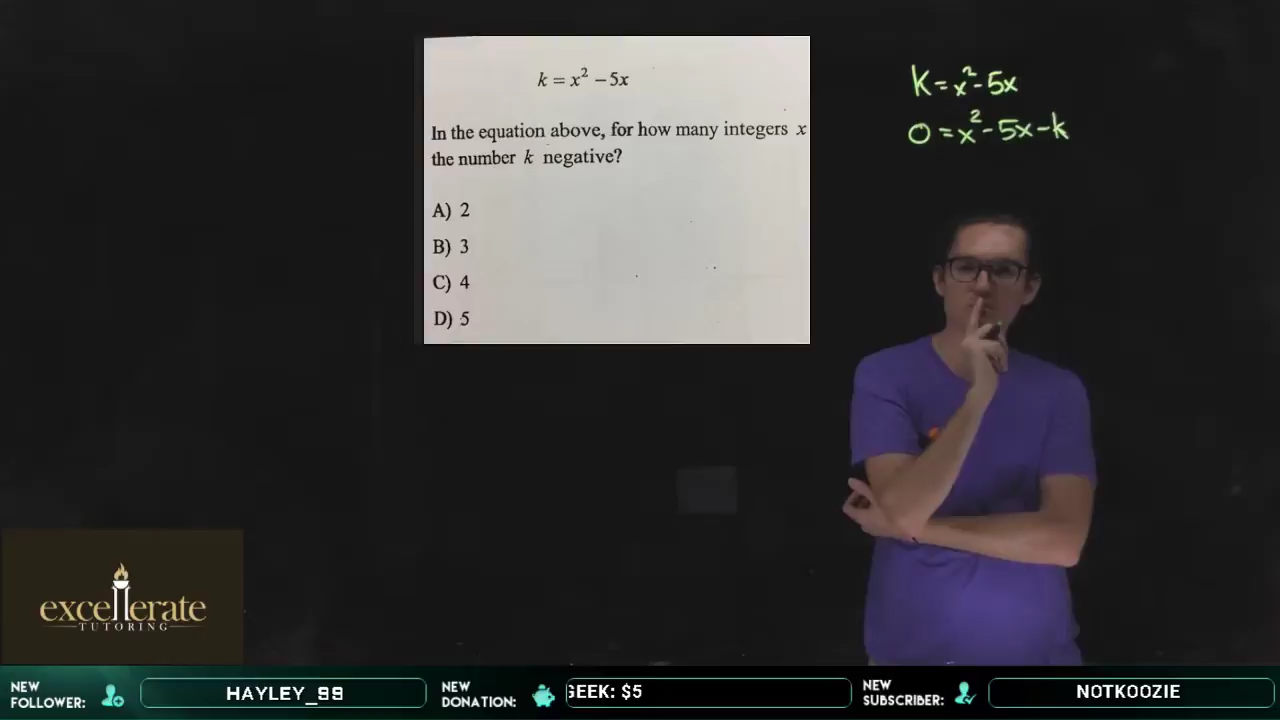 k = x² − 5x
In the equation above, for how many integers x
the number k negative?
A) 2
B) 3
C) 4
D) 5
K = x² - 5x
0 = x² - 5x - k
excellerate
TUTORING
NEW FOLLOWER:
HAYLEY_99
NEW DONATION:
GEEK: $5
NEW SUBSCRIBER:
NOTKOOZIE